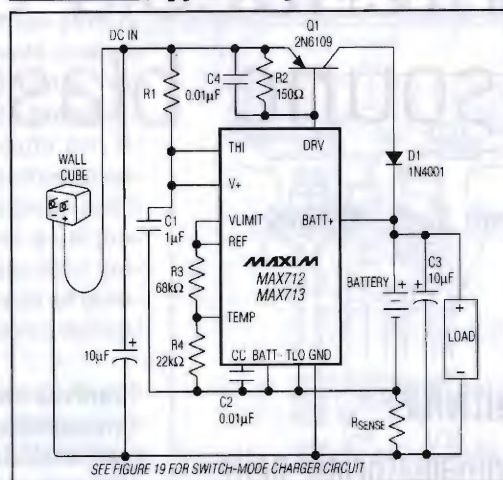 DC IN
Q1
2N6109
R1
C4
0.01µF
R2
150Ω
WALL
CUBE
THI
DRV
D1
1N4001
V+
C1
1µF
VLIMIT
BATT+
REF
R3
68kΩ
MAXIM
MAX712
MAX713
BATTERY
C3
10µF
LOAD
TEMP
R4
22kΩ
10µF
CC BATT- TLO GND
C2
0.01µF
RSENSE
SEE FIGURE 19 FOR SWITCH-MODE CHARGER CIRCUIT